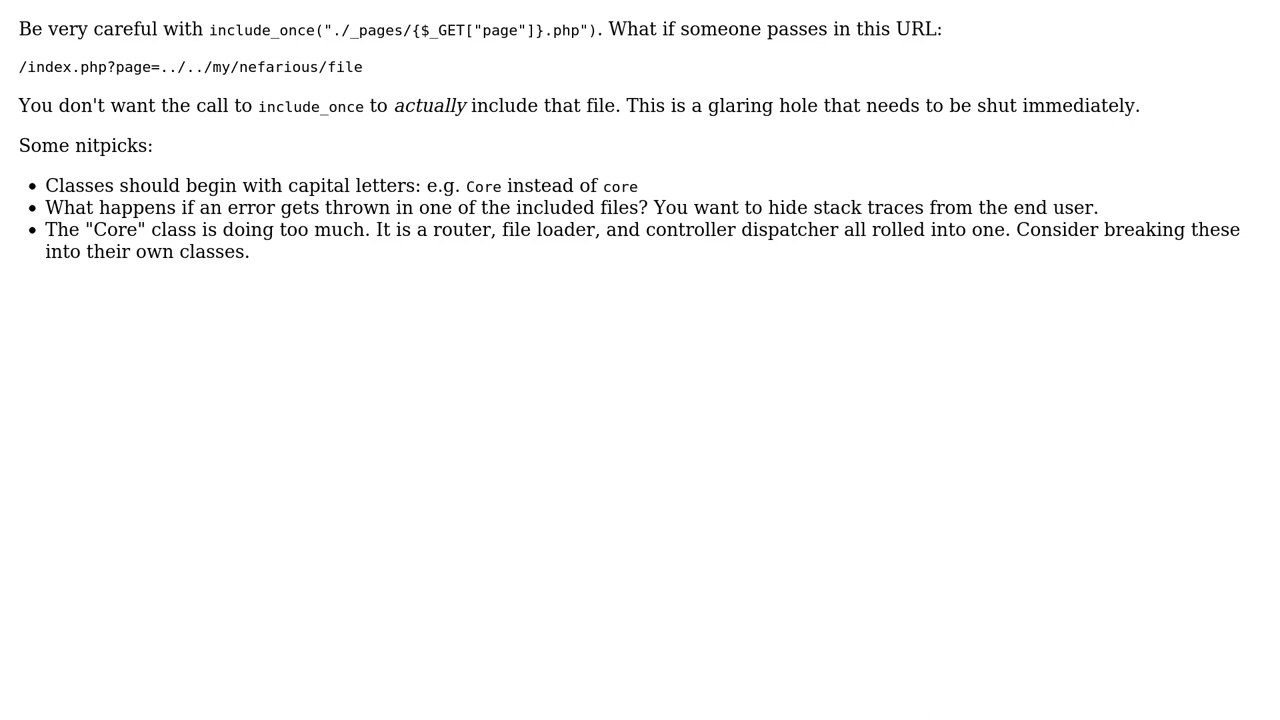 Be very careful with include_once("./_pages/{$_GET["page"]}.php"). What if someone passes in this URL:
/index.php?page=../../my/nefarious/file
You don't want the call to include_once to actually include that file. This is a glaring hole that needs to be shut immediately.
Some nitpicks:
• Classes should begin with capital letters: e.g. Core instead of core
• What happens if an error gets thrown in one of the included files? You want to hide stack traces from the end user.
• The "Core" class is doing too much. It is a router, file loader, and controller dispatcher all rolled into one. Consider breaking these
into their own classes.